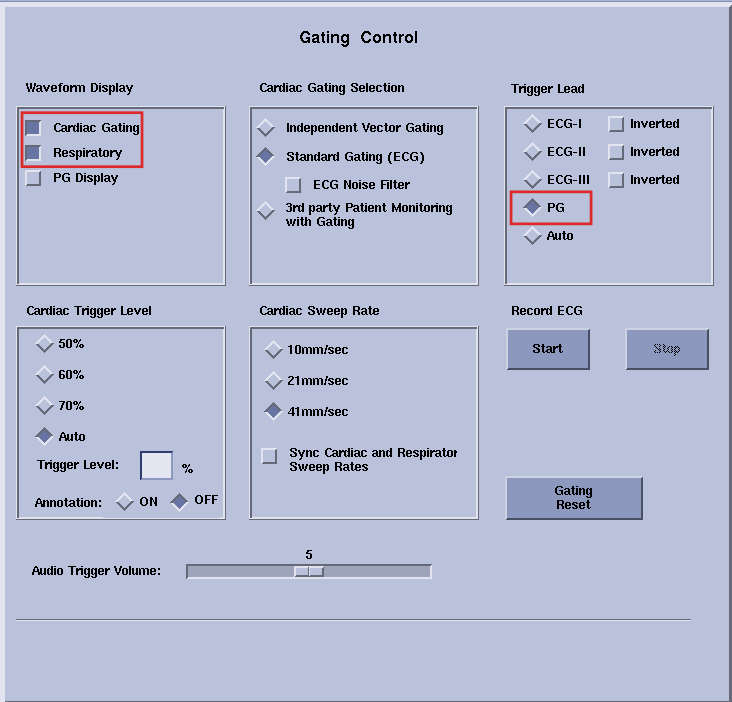 Gating Control
Waveform Display
Cardiac Gating
Respiratory
PG Display
Cardiac Gating Selection
Independent Vector Gating
Standard Gating (ECG)
ECG Noise Filter
3rd party Patient Monitoring
with Gating
Trigger Lead
ECG-I Inverted
ECG-II Inverted
ECG-III Inverted
PG
Auto
Cardiac Trigger Level
50%
60%
70%
Auto
Trigger Level: %
Annotation: ON OFF
Cardiac Sweep Rate
10mm/sec
21mm/sec
41mm/sec
Sync Cardiac and Respirator
Sweep Rates
Record ECG
Start Stop
Gating
Reset
5
Audio Trigger Volume: